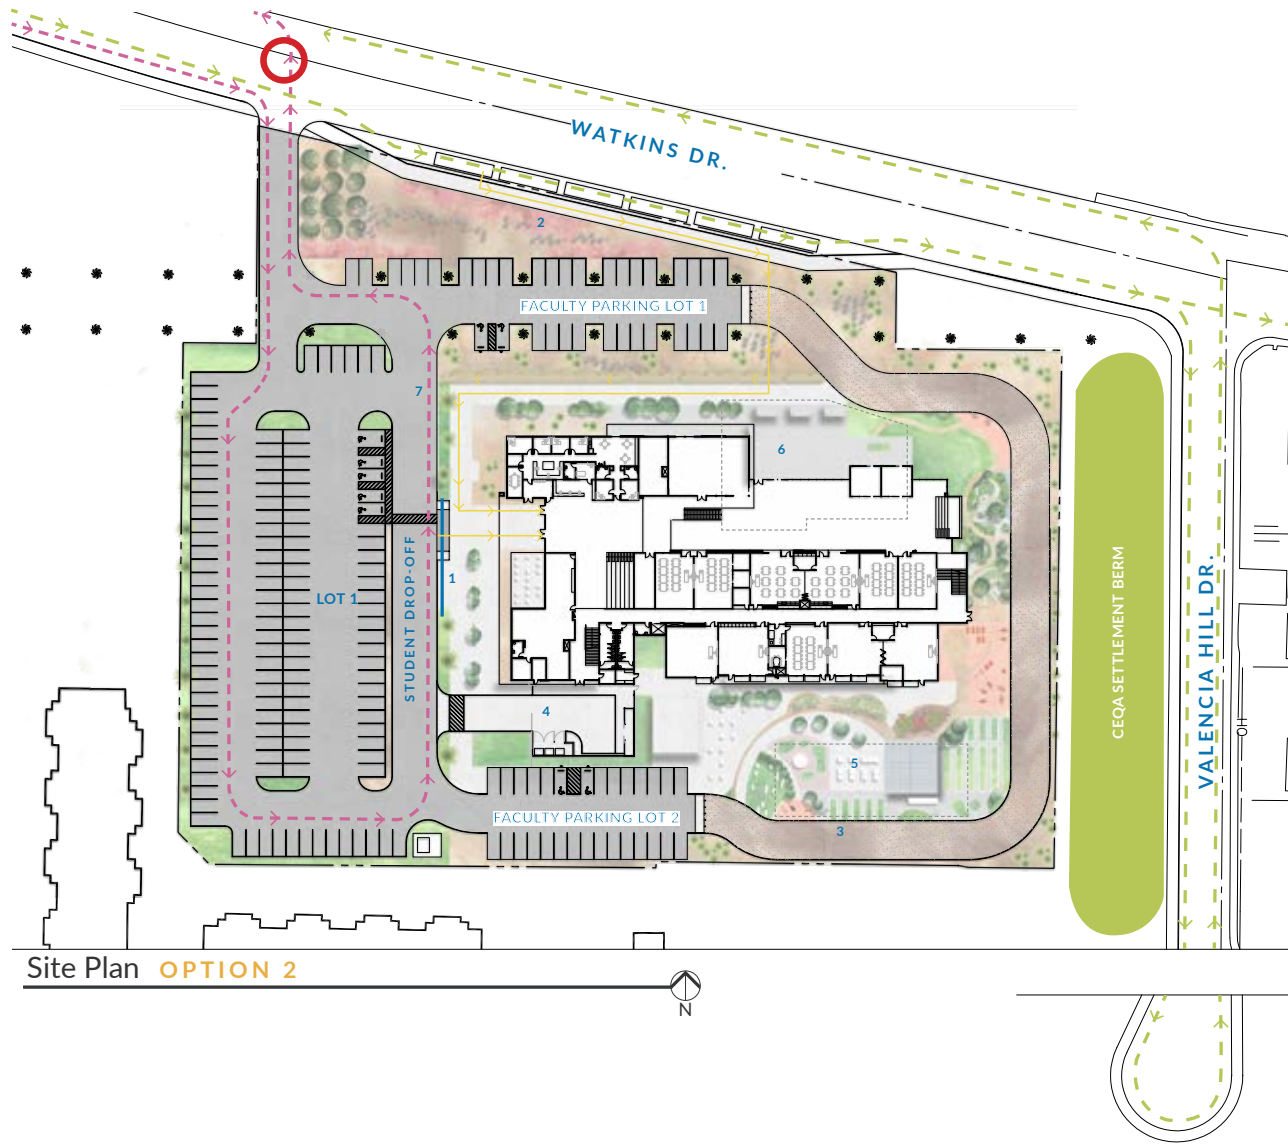 WATKINS DR.
2
FACULTY PARKING LOT 1
7
6
1
LOT 1
STUDENT DROP-OFF
CEQA SETTLEMENT BERM
VALENCIA HILL DR.
4
5
FACULTY PARKING LOT 2
3
Site Plan OPTION 2
N